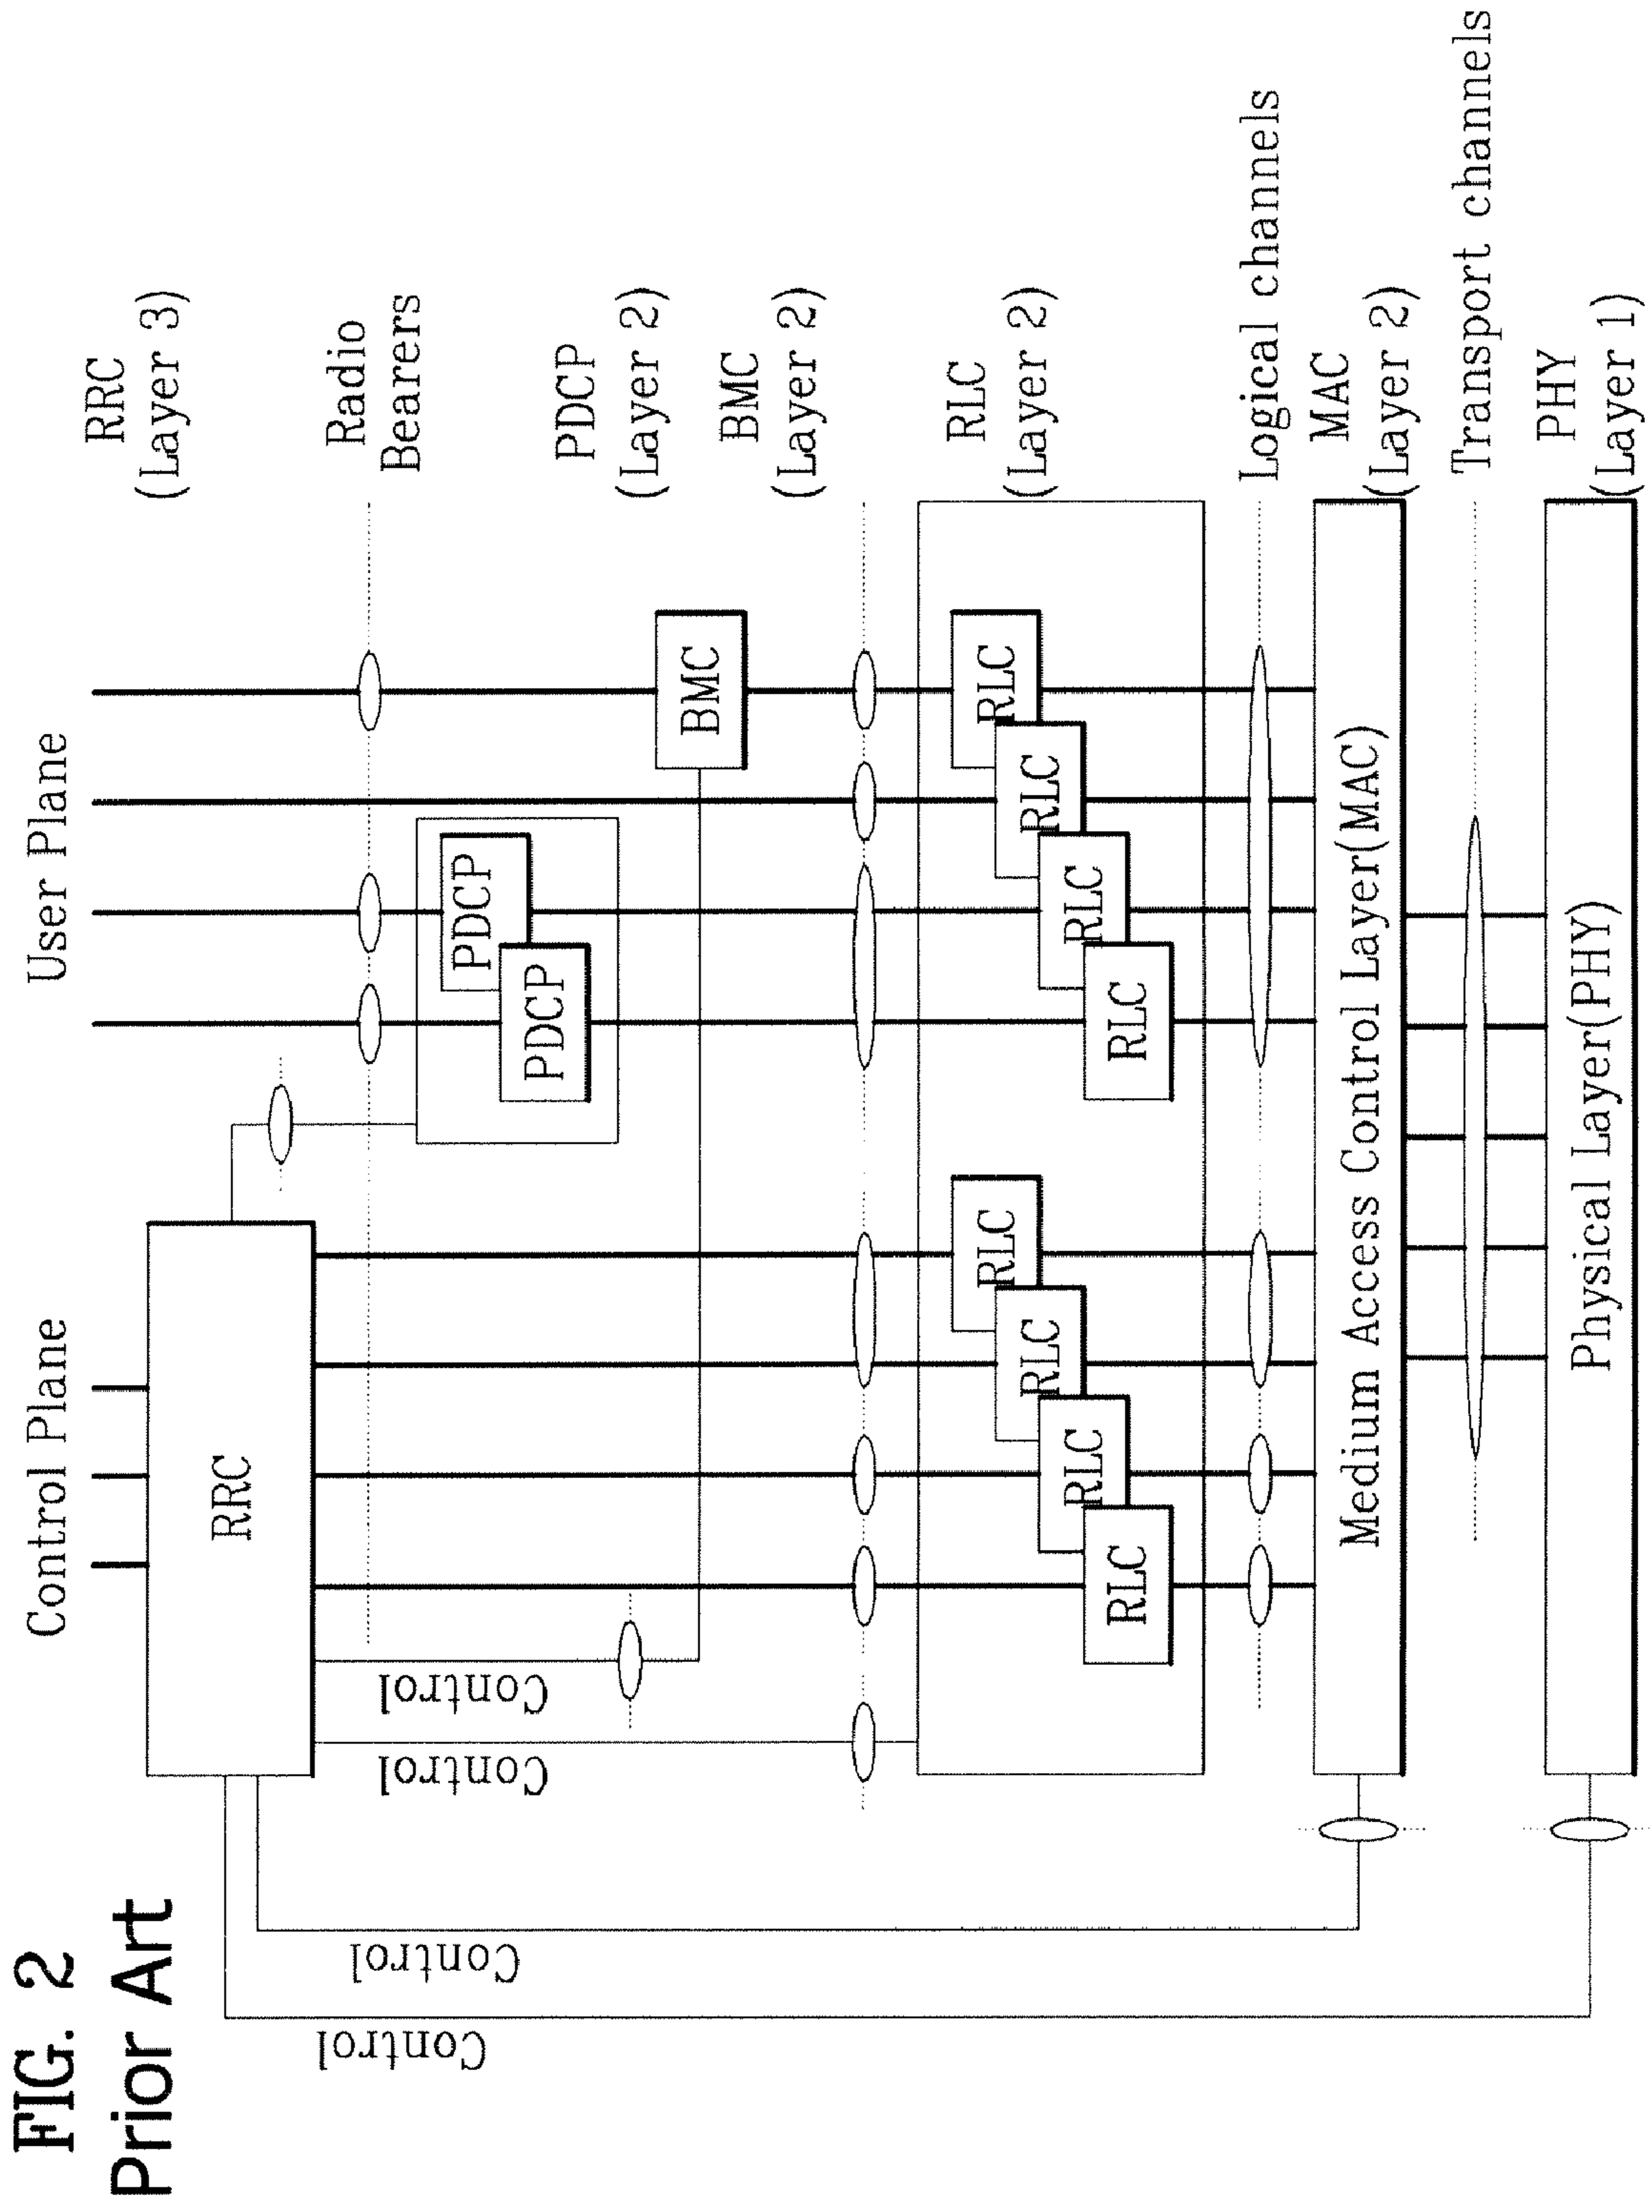 FIG. 2
Prior Art
Control Plane
User Plane
RRC
(Layer 3)
RRC
Radio
Bearers
Control
Control
Control
Control
PDCP
PDCP
PDCP
(Layer 2)
BMC
BMC
(Layer 2)
RLC
RLC
RLC
RLC
RLC
RLC
RLC
RLC
RLC
(Layer 2)
Logical channels
Medium Access Control Layer(MAC)
MAC
(Layer 2)
Transport channels
Physical Layer(PHY)
PHY
(Layer 1)